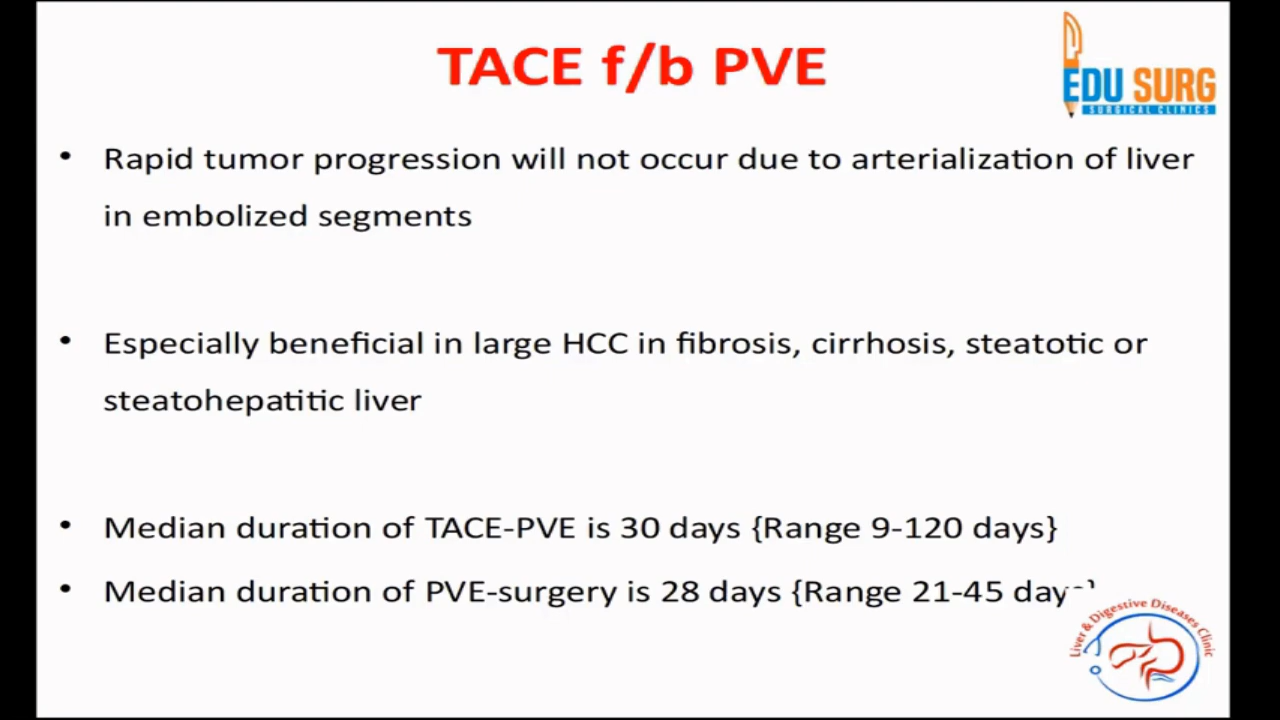 TACE f/b PVE
EDU SURG
SURGICAL CLINICS
• Rapid tumor progression will not occur due to arterialization of liver
in embolized segments
• Especially beneficial in large HCC in fibrosis, cirrhosis, steatotic or
steatohepatitic liver
• Median duration of TACE-PVE is 30 days {Range 9-120 days}
• Median duration of PVE-surgery is 28 days {Range 21-45 days}
Liver & Digestive Diseases Clinic